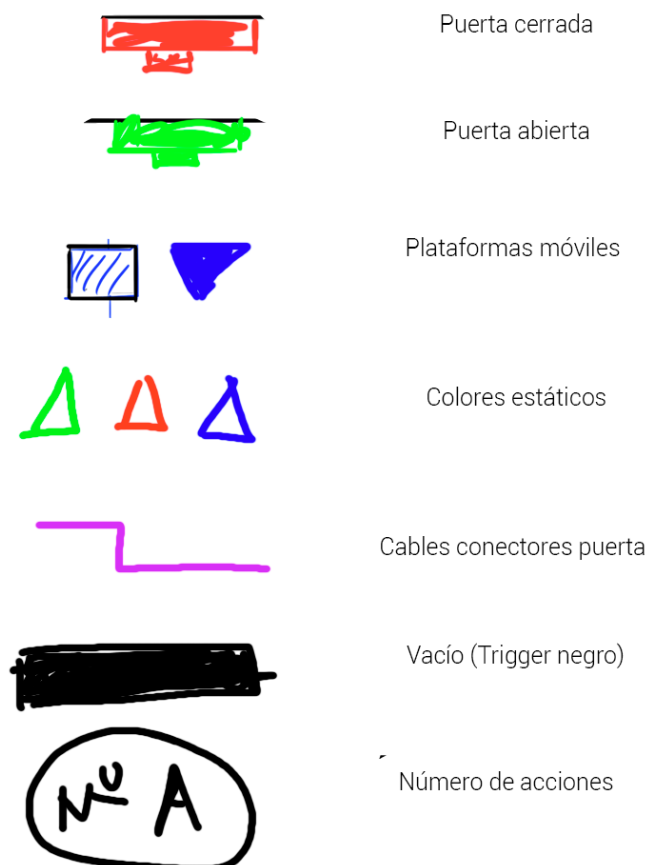 Puerta cerrada
Puerta abierta
Plataformas móviles
Colores estáticos
Cables conectores puerta
Vacío (Trigger negro)
Nº A
Número de acciones